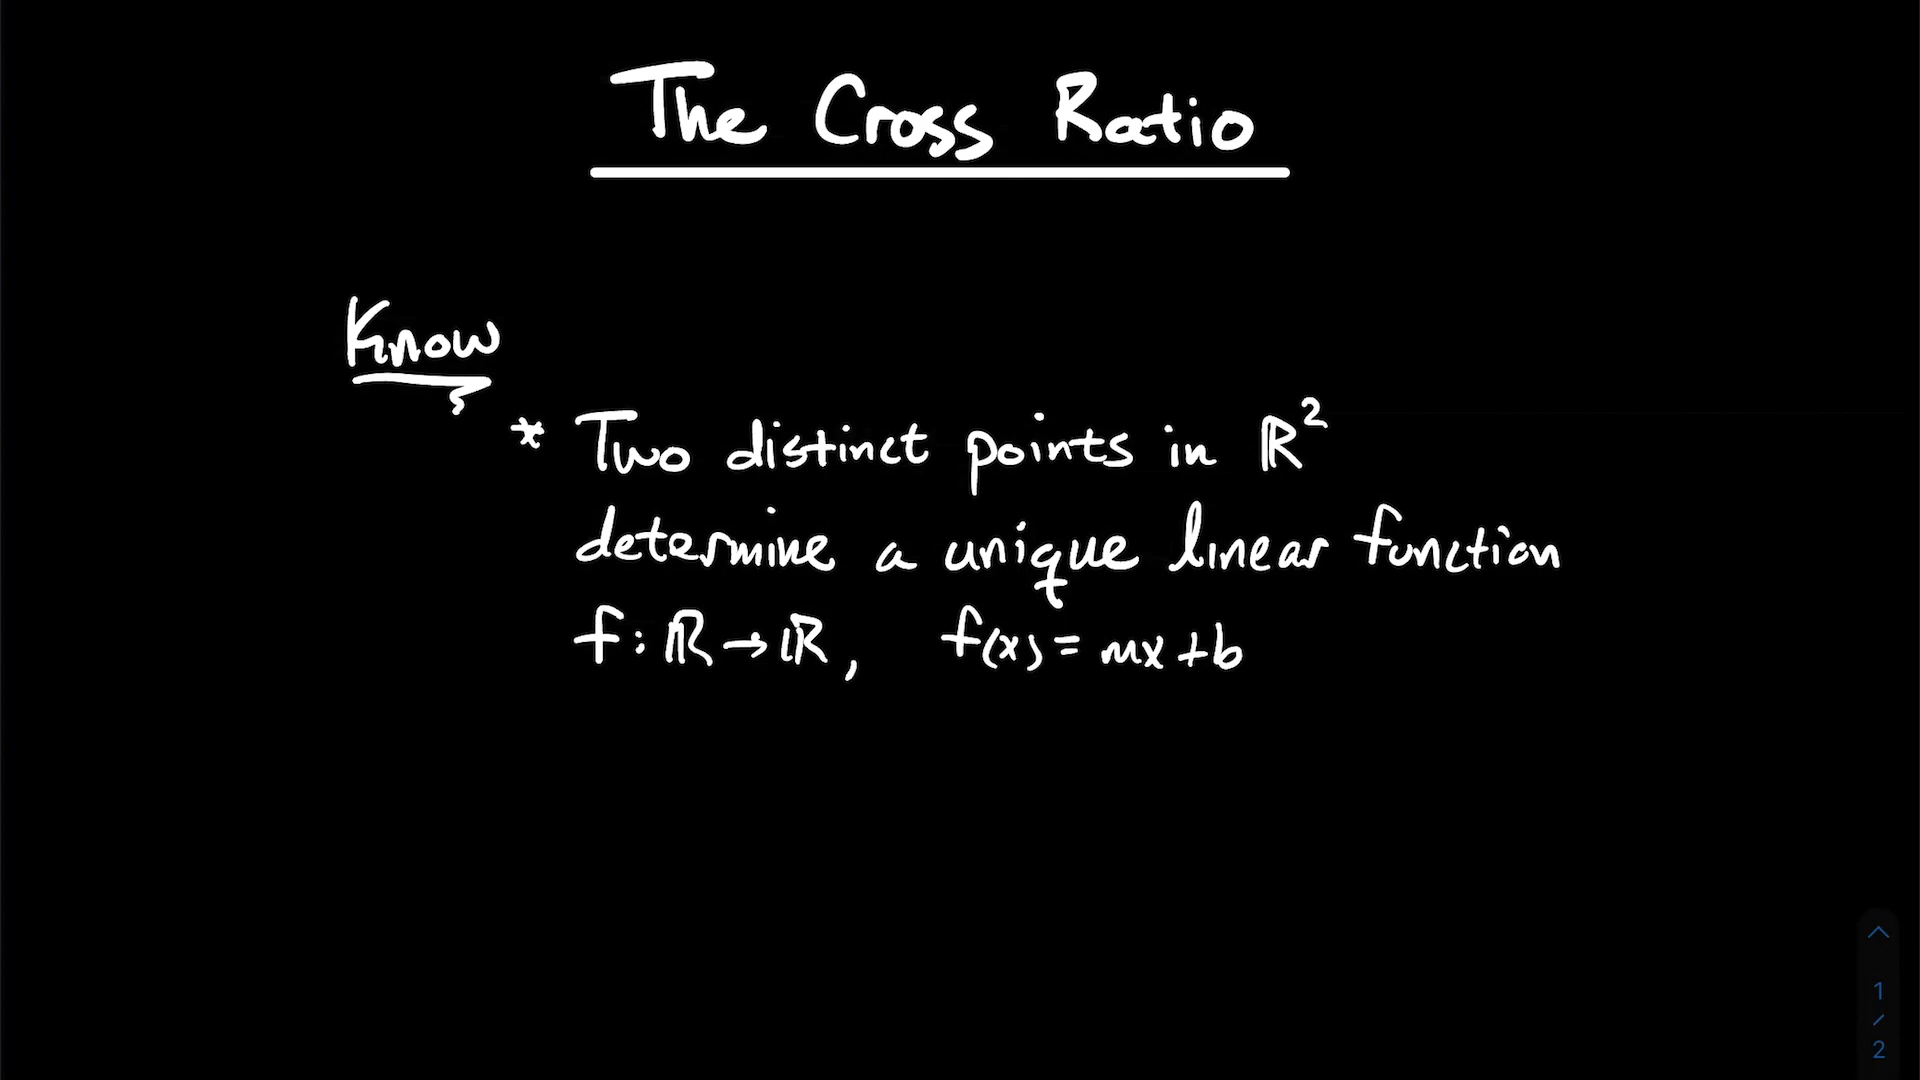 The Cross Ratio
Know
* Two distinct points in ℝ²
determine a unique linear function
f: ℝ → ℝ, f(x) = mx + b
1
/
2